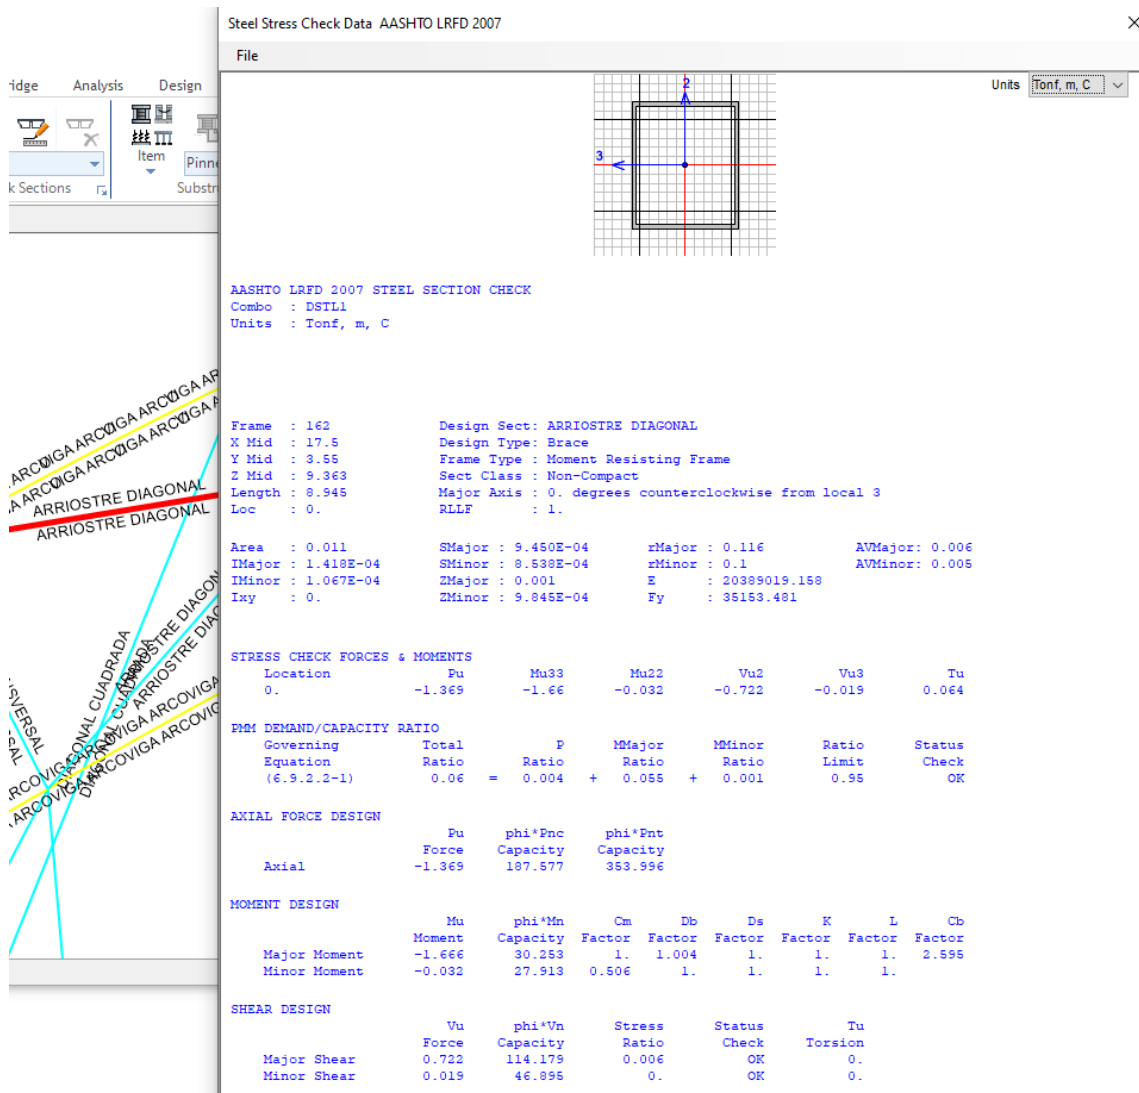 Steel Stress Check Data AASHTO LRFD 2007
File
Units Tonf, m, C
2
3
idge Analysis Design
Item
Pinne
k Sections
Substr
AASHTO LRFD 2007 STEEL SECTION CHECK
Combo : DSTL1
Units : Tonf, m, C
Frame : 162 Design Sect: ARRIOSTRE DIAGONAL
X Mid : 17.5 Design Type: Brace
Y Mid : 3.55 Frame Type : Moment Resisting Frame
Z Mid : 9.363 Sect Class : Non-Compact
Length : 8.945 Major Axis : 0. degrees counterclockwise from local 3
Loc : 0. RLLF : 1.
Area : 0.011 SMajor : 9.450E-04 rMajor : 0.116 AVMajor: 0.006
IMajor : 1.418E-04 SMinor : 8.538E-04 rMinor : 0.1 AVMinor: 0.005
IMinor : 1.067E-04 ZMajor : 0.001 E : 20389019.158
Ixy : 0. ZMinor : 9.845E-04 Fy : 35153.481
STRESS CHECK FORCES & MOMENTS
Location Pu Mu33 Mu22 Vu2 Vu3 Tu
0. -1.369 -1.66 -0.032 -0.722 -0.019 0.064
PMM DEMAND/CAPACITY RATIO
Governing Total P MMajor MMinor Ratio Status
Equation Ratio Ratio Ratio Ratio Limit Check
(6.9.2.2-1) 0.06 = 0.004 + 0.055 + 0.001 0.95 OK
AXIAL FORCE DESIGN
Pu phi*Pnc phi*Pnt
Force Capacity Capacity
Axial -1.369 187.577 353.996
MOMENT DESIGN
Mu phi*Mn Cm Db Ds K L Cb
Moment Capacity Factor Factor Factor Factor Factor Factor
Major Moment -1.666 30.253 1. 1.004 1. 1. 1. 2.595
Minor Moment -0.032 27.913 0.506 1. 1. 1. 1.
SHEAR DESIGN
Vu phi*Vn Stress Status Tu
Force Capacity Ratio Check Torsion
Major Shear 0.722 114.179 0.006 OK 0.
Minor Shear 0.019 46.895 0. OK 0.
ARRIOSTRE DIAGONAL
ARRIOSTRE DIAGONAL